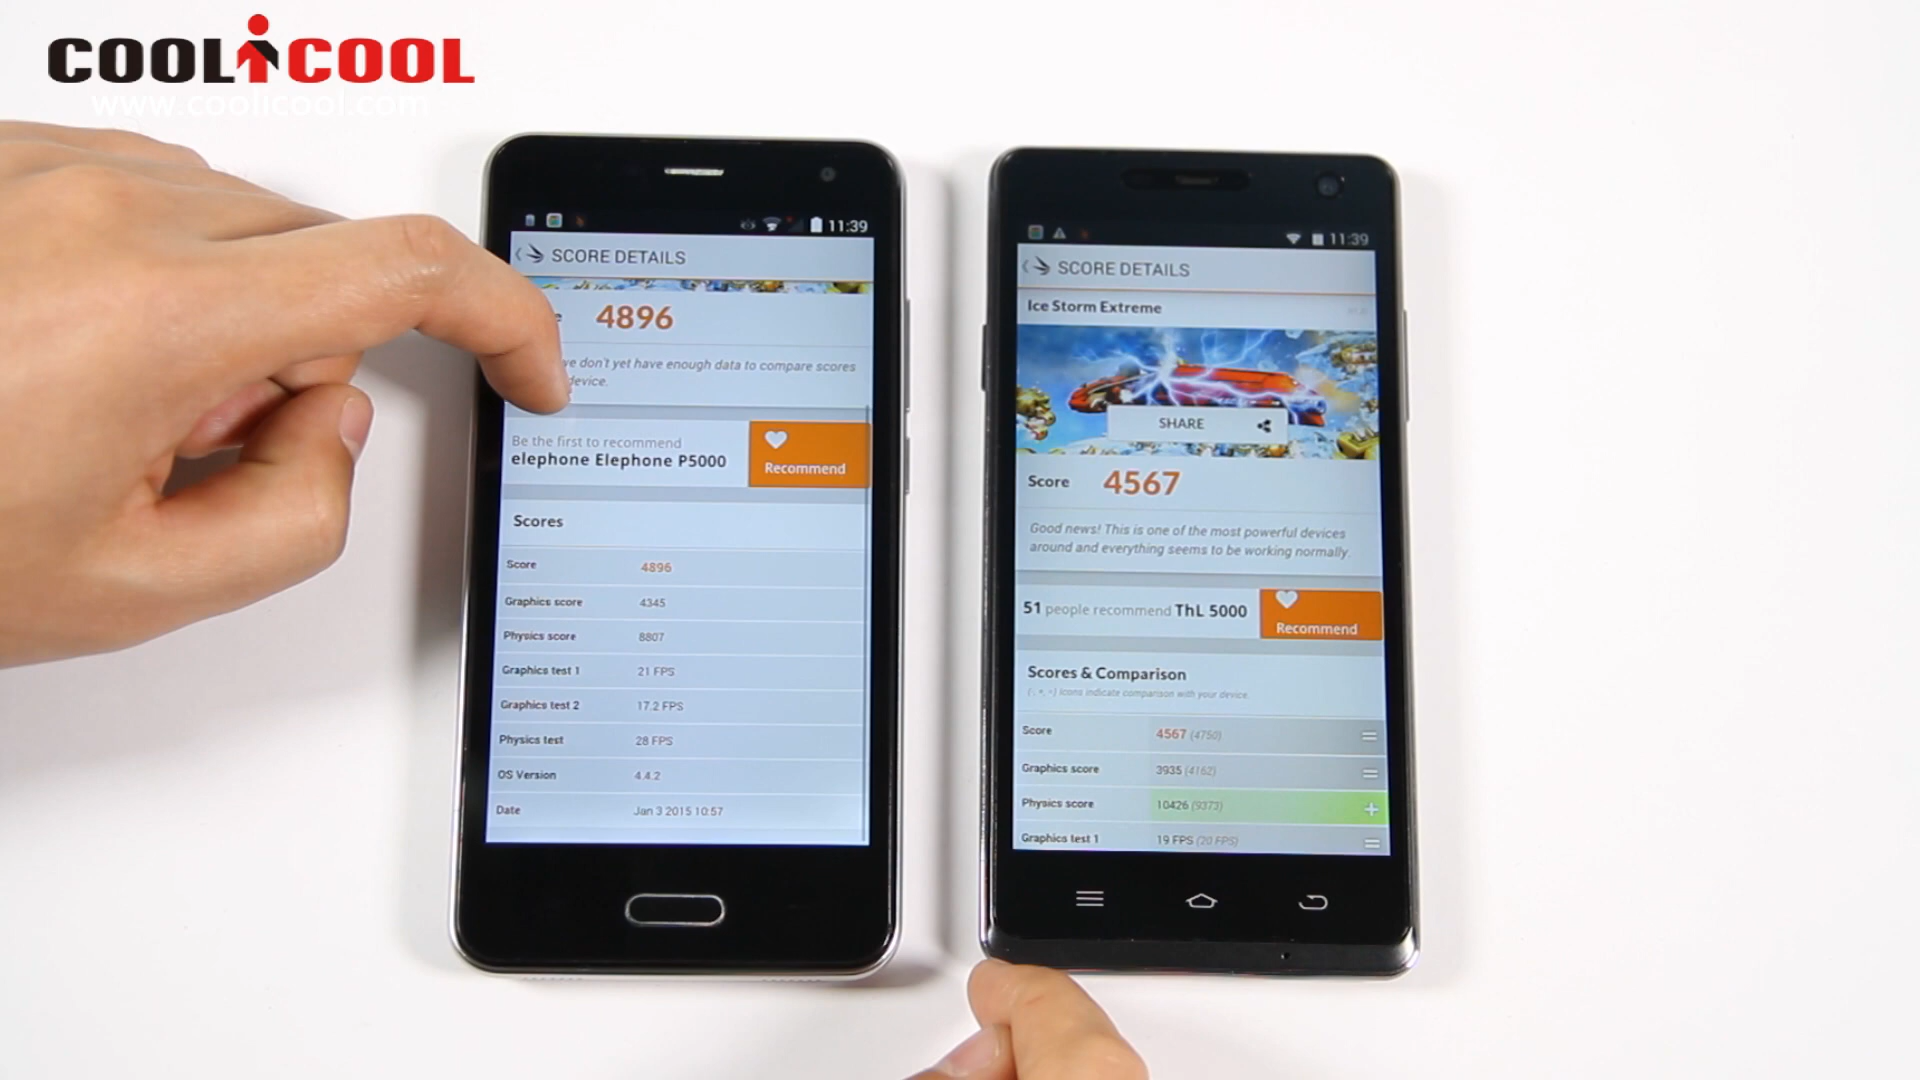 COOLiCOOL
www.coolicool.com
11:39
SCORE DETAILS
4896
we don't yet have enough data to compare scores
device.
Be the first to recommend
elephone Elephone P5000
Recommend
Scores
Score 4896
Graphics score 4345
Physics score 8807
Graphics test 1 21 FPS
Graphics test 2 17.2 FPS
Physics test 28 FPS
OS Version 4.4.2
Date Jan 3 2015 10:57
11:39
SCORE DETAILS
Ice Storm Extreme
SHARE
Score 4567
Good news! This is one of the most powerful devices
around and everything seems to be working normally.
51 people recommend ThL 5000
Recommend
Scores & Comparison
Icons indicate comparison with your device.
Score 4567 (4750) =
Graphics score 3935 (4162) =
Physics score 10426 (9373) +
Graphics test 1 19 FPS (20 FPS) =